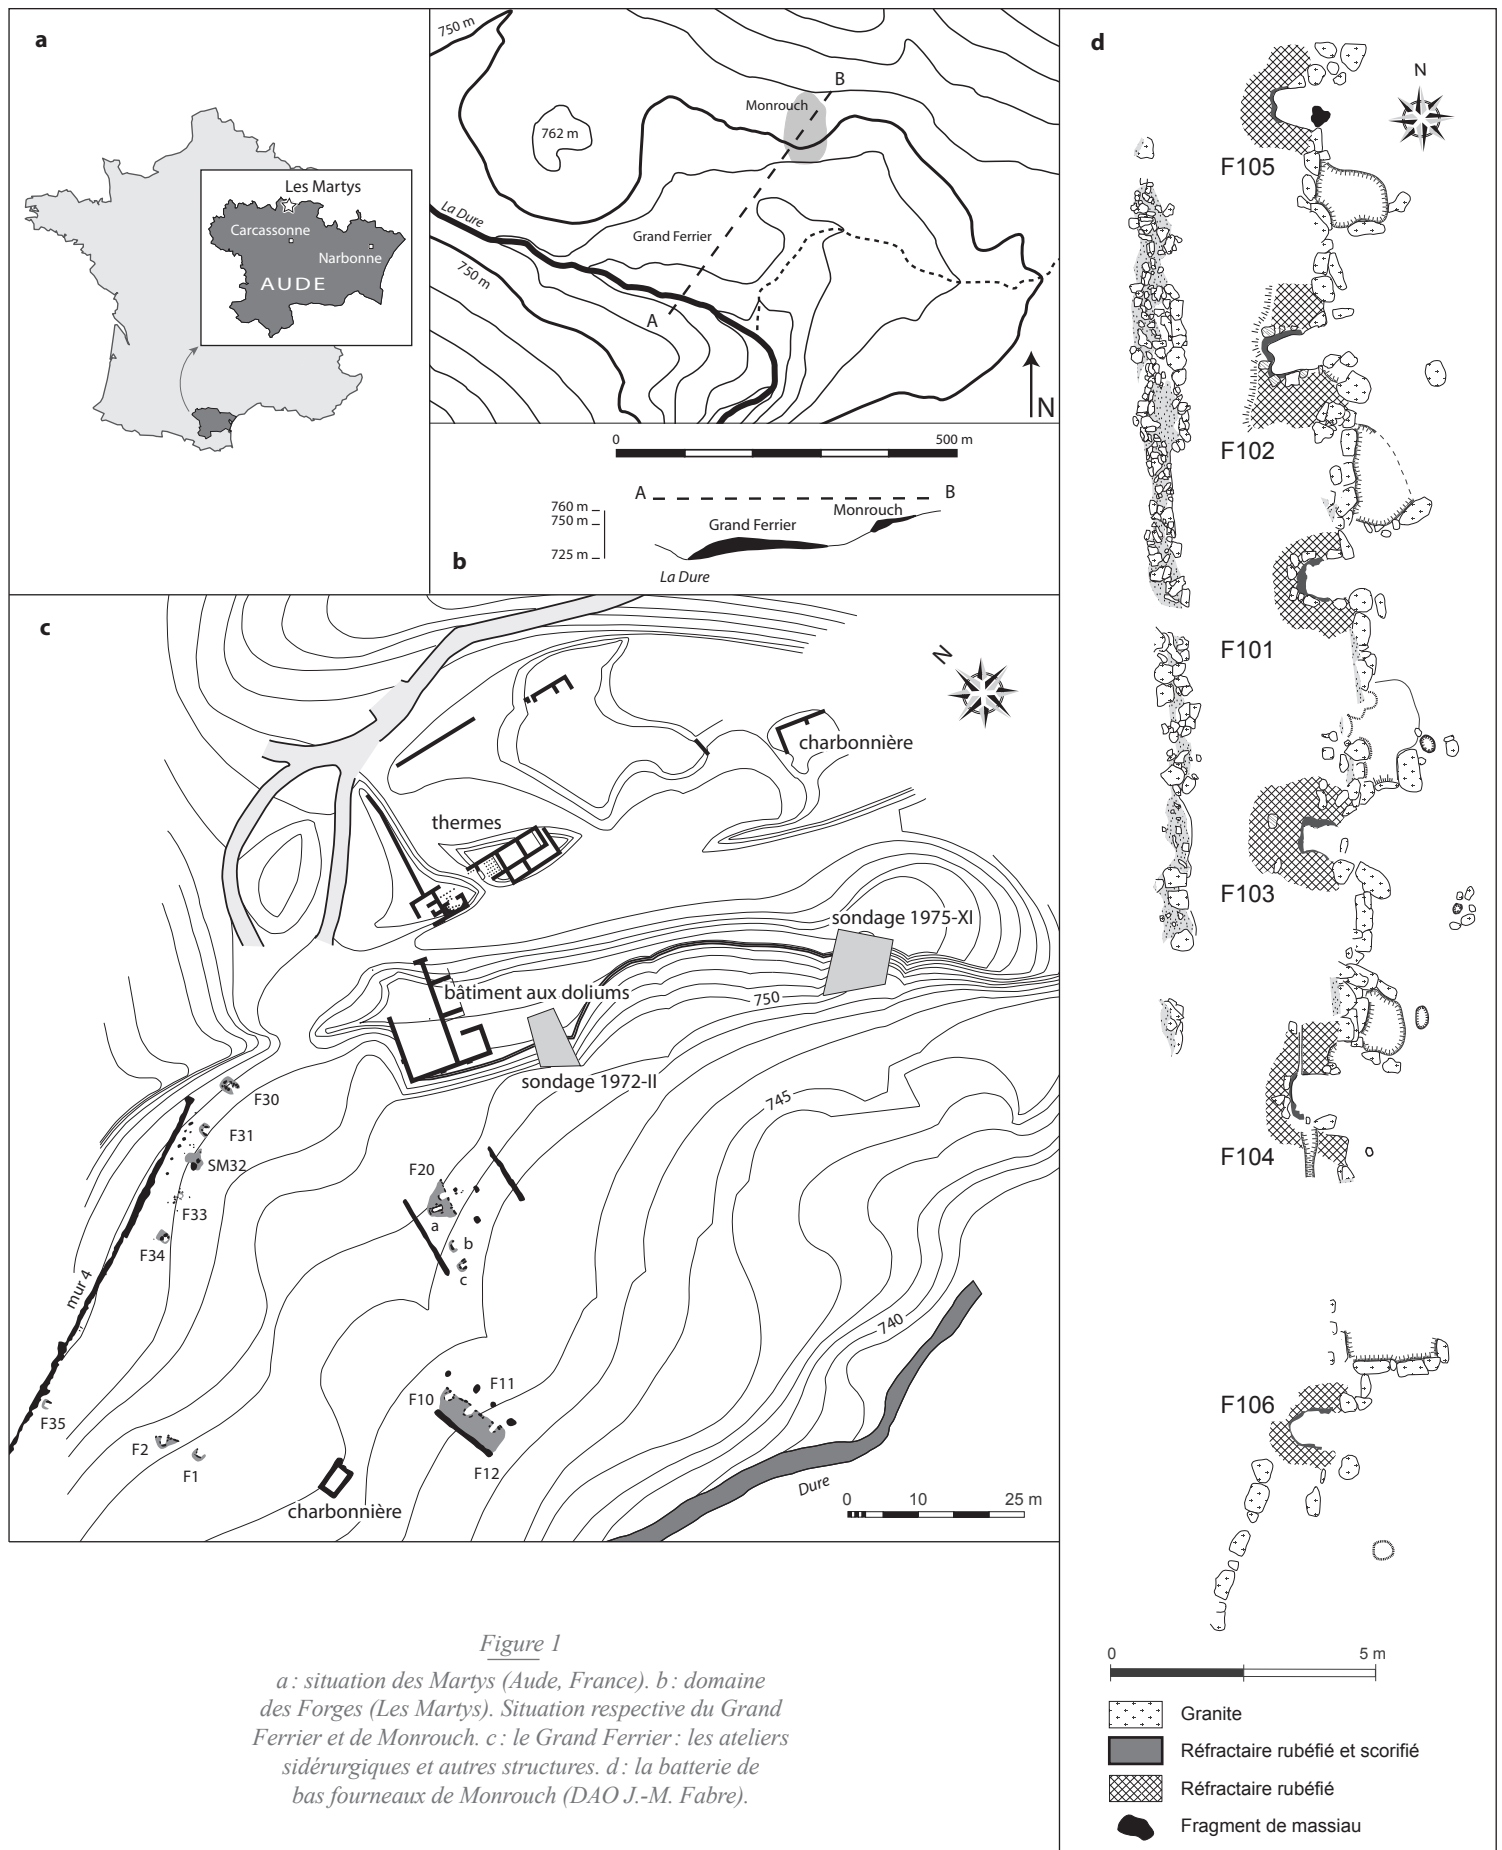 a
Les Martys
Carcassonne
Narbonne
AUDE
750 m
762 m
Monrouch
B
La Dure
750 m
Grand Ferrier
A
N
0 500 m
A B
760 m
750 m
725 m
Grand Ferrier
Monrouch
La Dure
b
c
N
charbonnière
thermes
sondage 1975-XI
bâtiment aux doliums
750
sondage 1972-II
745
740
F30
F31
SM32
F33
F34
mur 4
F35
F2
F1
F20
a
b
c
F10
F11
F12
charbonnière
Dure
0 10 25 m
d
N
F105
F102
F101
F103
F104
F106
0 5 m
Granite
Réfractaire rubéfié et scorifié
Réfractaire rubéfié
Fragment de massiau
Figure 1
a : situation des Martys (Aude, France). b : domaine
des Forges (Les Martys). Situation respective du Grand
Ferrier et de Monrouch. c : le Grand Ferrier : les ateliers
sidérurgiques et autres structures. d : la batterie de
bas fourneaux de Monrouch (DAO J.-M. Fabre).